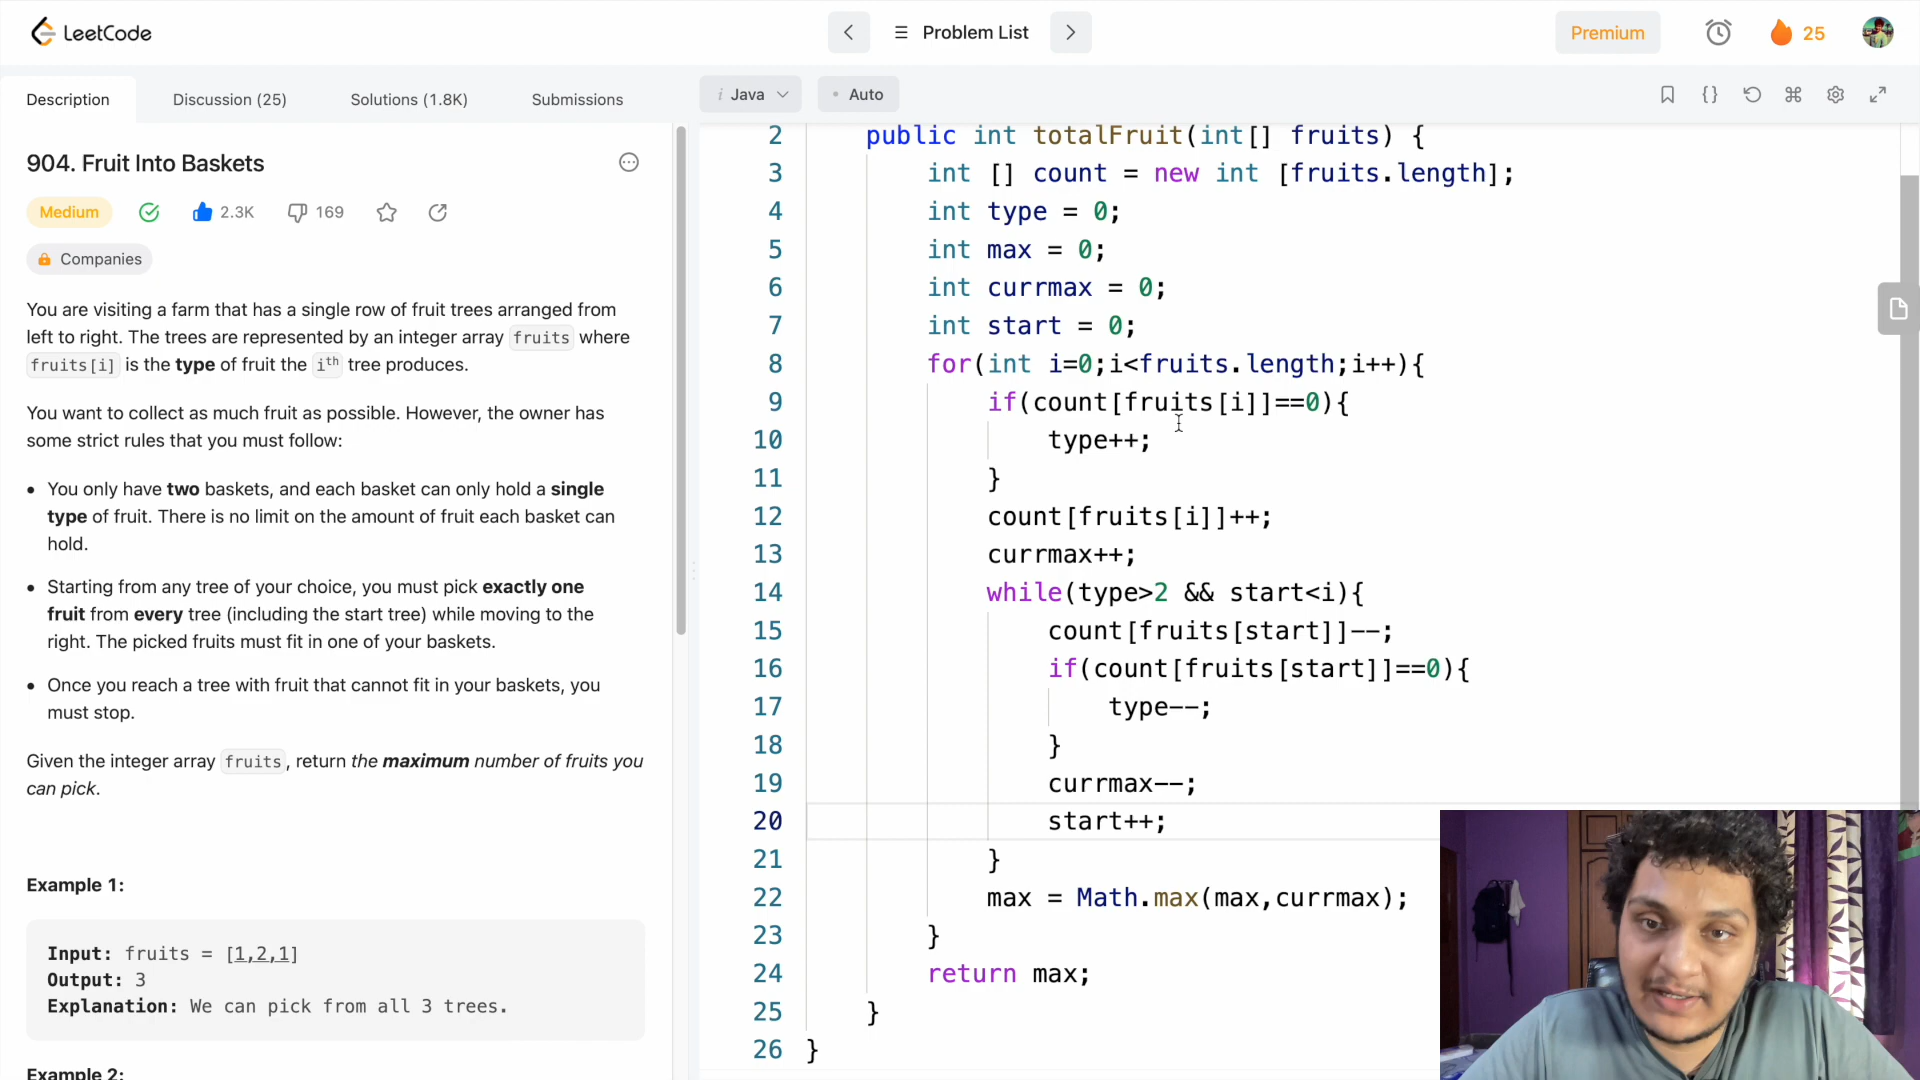 LeetCode
Problem List
Premium
25
Description
Discussion (25)
Solutions (1.8K)
Submissions
i Java
Auto
904. Fruit Into Baskets
Medium
2.3K
169
Companies
You are visiting a farm that has a single row of fruit trees arranged from
left to right. The trees are represented by an integer array fruits where
fruits[i] is the type of fruit the ith tree produces.
You want to collect as much fruit as possible. However, the owner has
some strict rules that you must follow:
• You only have two baskets, and each basket can only hold a single
type of fruit. There is no limit on the amount of fruit each basket can
hold.
• Starting from any tree of your choice, you must pick exactly one
fruit from every tree (including the start tree) while moving to the
right. The picked fruits must fit in one of your baskets.
• Once you reach a tree with fruit that cannot fit in your baskets, you
must stop.
Given the integer array fruits, return the maximum number of fruits you
can pick.
Example 1:
Input: fruits = [1,2,1]
Output: 3
Explanation: We can pick from all 3 trees.
Example 2:
2 public int totalFruit(int[] fruits) {
3 int [] count = new int [fruits.length];
4 int type = 0;
5 int max = 0;
6 int currmax = 0;
7 int start = 0;
8 for(int i=0;i<fruits.length;i++){
9 if(count[fruits[i]]==0){
10 type++;
11 }
12 count[fruits[i]]++;
13 currmax++;
14 while(type>2 && start<i){
15 count[fruits[start]]--;
16 if(count[fruits[start]]==0){
17 type--;
18 }
19 currmax--;
20 start++;
21 }
22 max = Math.max(max,currmax);
23 }
24 return max;
25 }
26 }